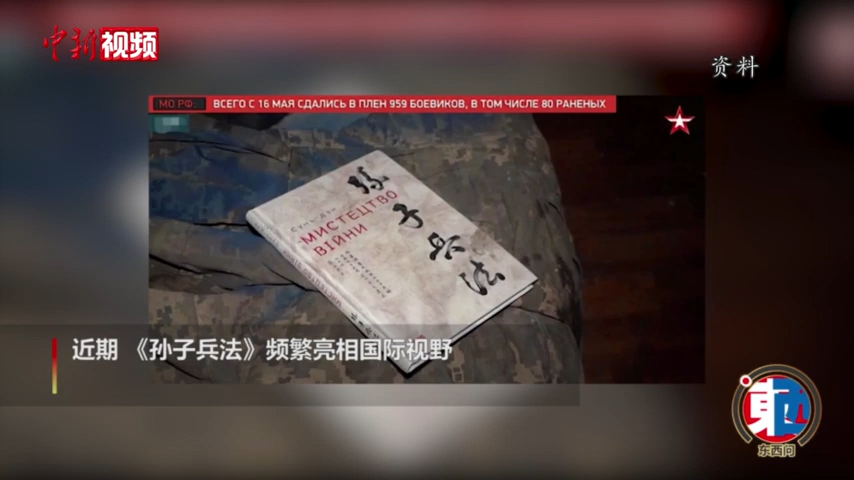 中新视频
资料
МО РФ:
ВСЕГО С 16 МАЯ СДАЛИСЬ В ПЛЕН 959 БОЕВИКОВ, В ТОМ ЧИСЛЕ 80 РАНЕНЫХ
孙子兵法
Сунь-дзи
МИСТЕЦТВО
ВІЙНИ
近期 《孙子兵法》频繁亮相国际视野
东西问